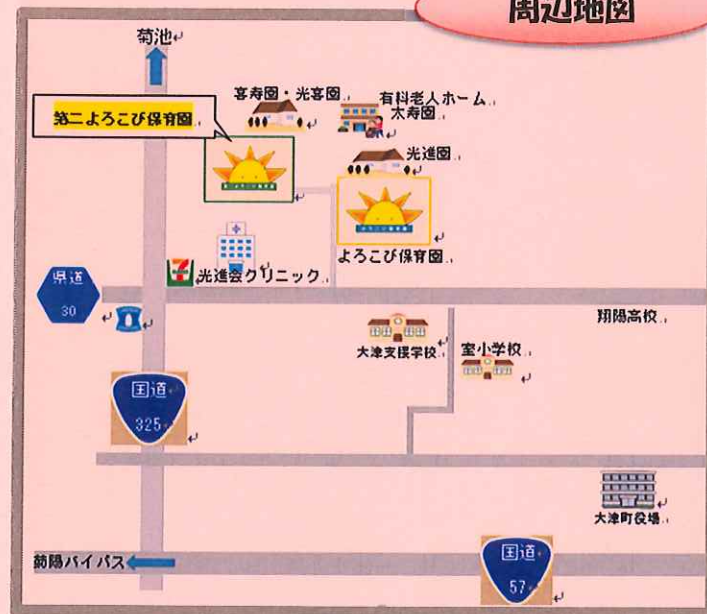 周辺地図
菊池
喜寿園・光喜園
有料老人ホーム
太寿園
第二よろこび保育園
光進園
よろこび保育園
光進会クリニック
県道
30
翔陽高校
大津支援学校
室小学校
国道
325
大津町役場
菊陽バイパス
国道
57